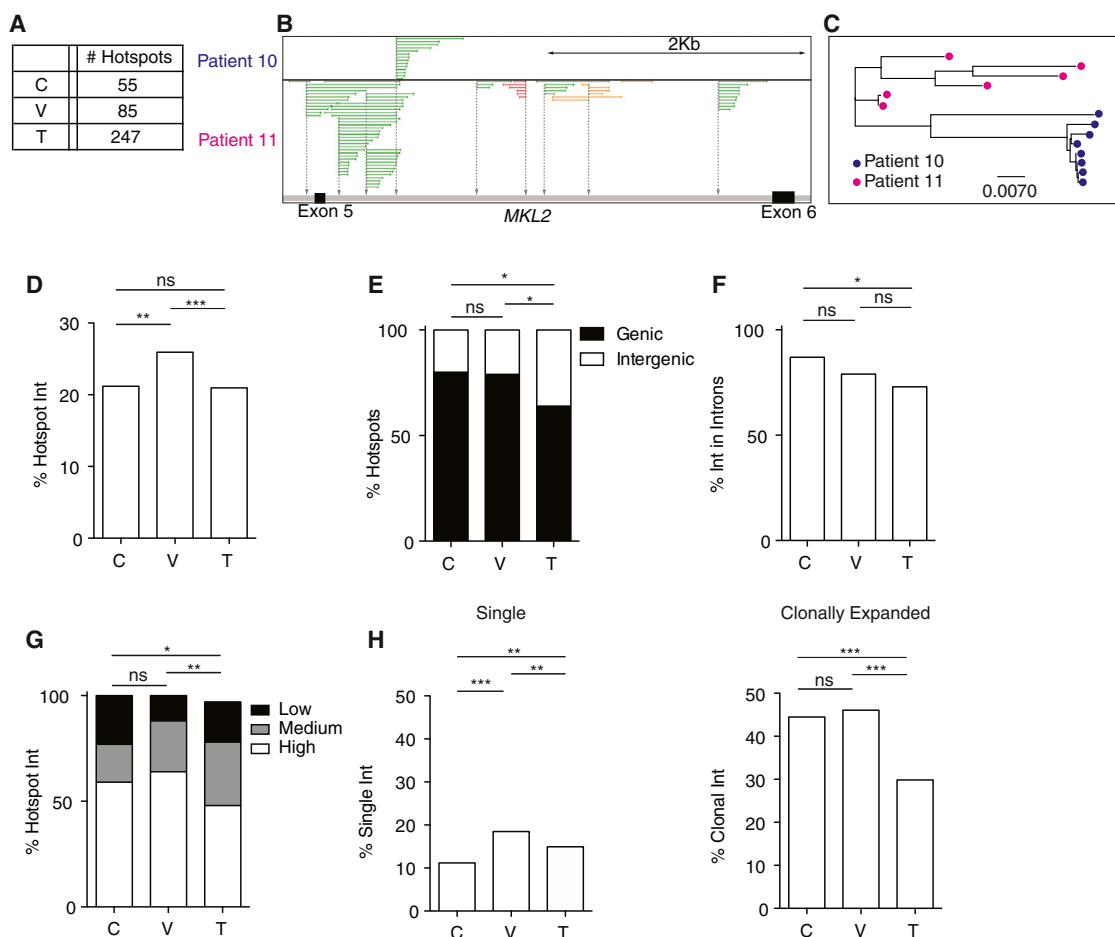 A
# Hotspots
C 55
V 85
T 247
B
Patient 10
2Kb
Patient 11
Exon 5
MKL2
Exon 6
C
Patient 10
Patient 11
0.0070
D
ns
** ***
30
20
10
0
% Hotspot Int
C V T
E
*
ns *
100
50
0
% Hotspots
Genic
Intergenic
C V T
F
*
ns ns
100
50
0
% Int in Introns
C V T
G
*
ns **
100
50
0
% Hotspot Int
Low
Medium
High
C V T
H
Single
**
*** **
50
40
30
20
10
0
% Single Int
C V T
Clonally Expanded
***
ns ***
50
40
30
20
10
0
% Clonal Int
C V T